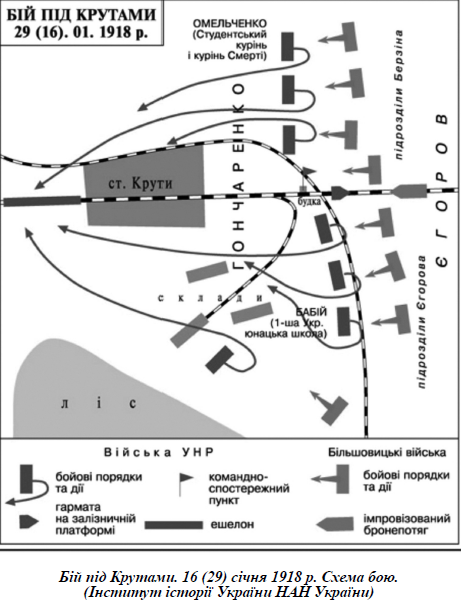 БІЙ ПІД КРУТАМИ
29 (16). 01. 1918 р.
ОМЕЛЬЧЕНКО
(Студентський
курінь
і курінь Смерті)
підрозділи Берзіна
ЄГОРОВ
ГОНЧАРЕНКО
ст. Крути
будка
склади
БАБІЙ
(1-ша Укр.
юнацька школа)
підрозділи Єгорова
ліс
Війська УНР
Більшовицькі війська
бойові порядки
та дії
командно-
спостережний
пункт
бойові порядки
та дії
гармата
на залізничній
платформі
ешелон
імпровізований
бронепотяг
Бій під Крутами. 16 (29) січня 1918 р. Схема бою.
(Інститут історії України НАН України)